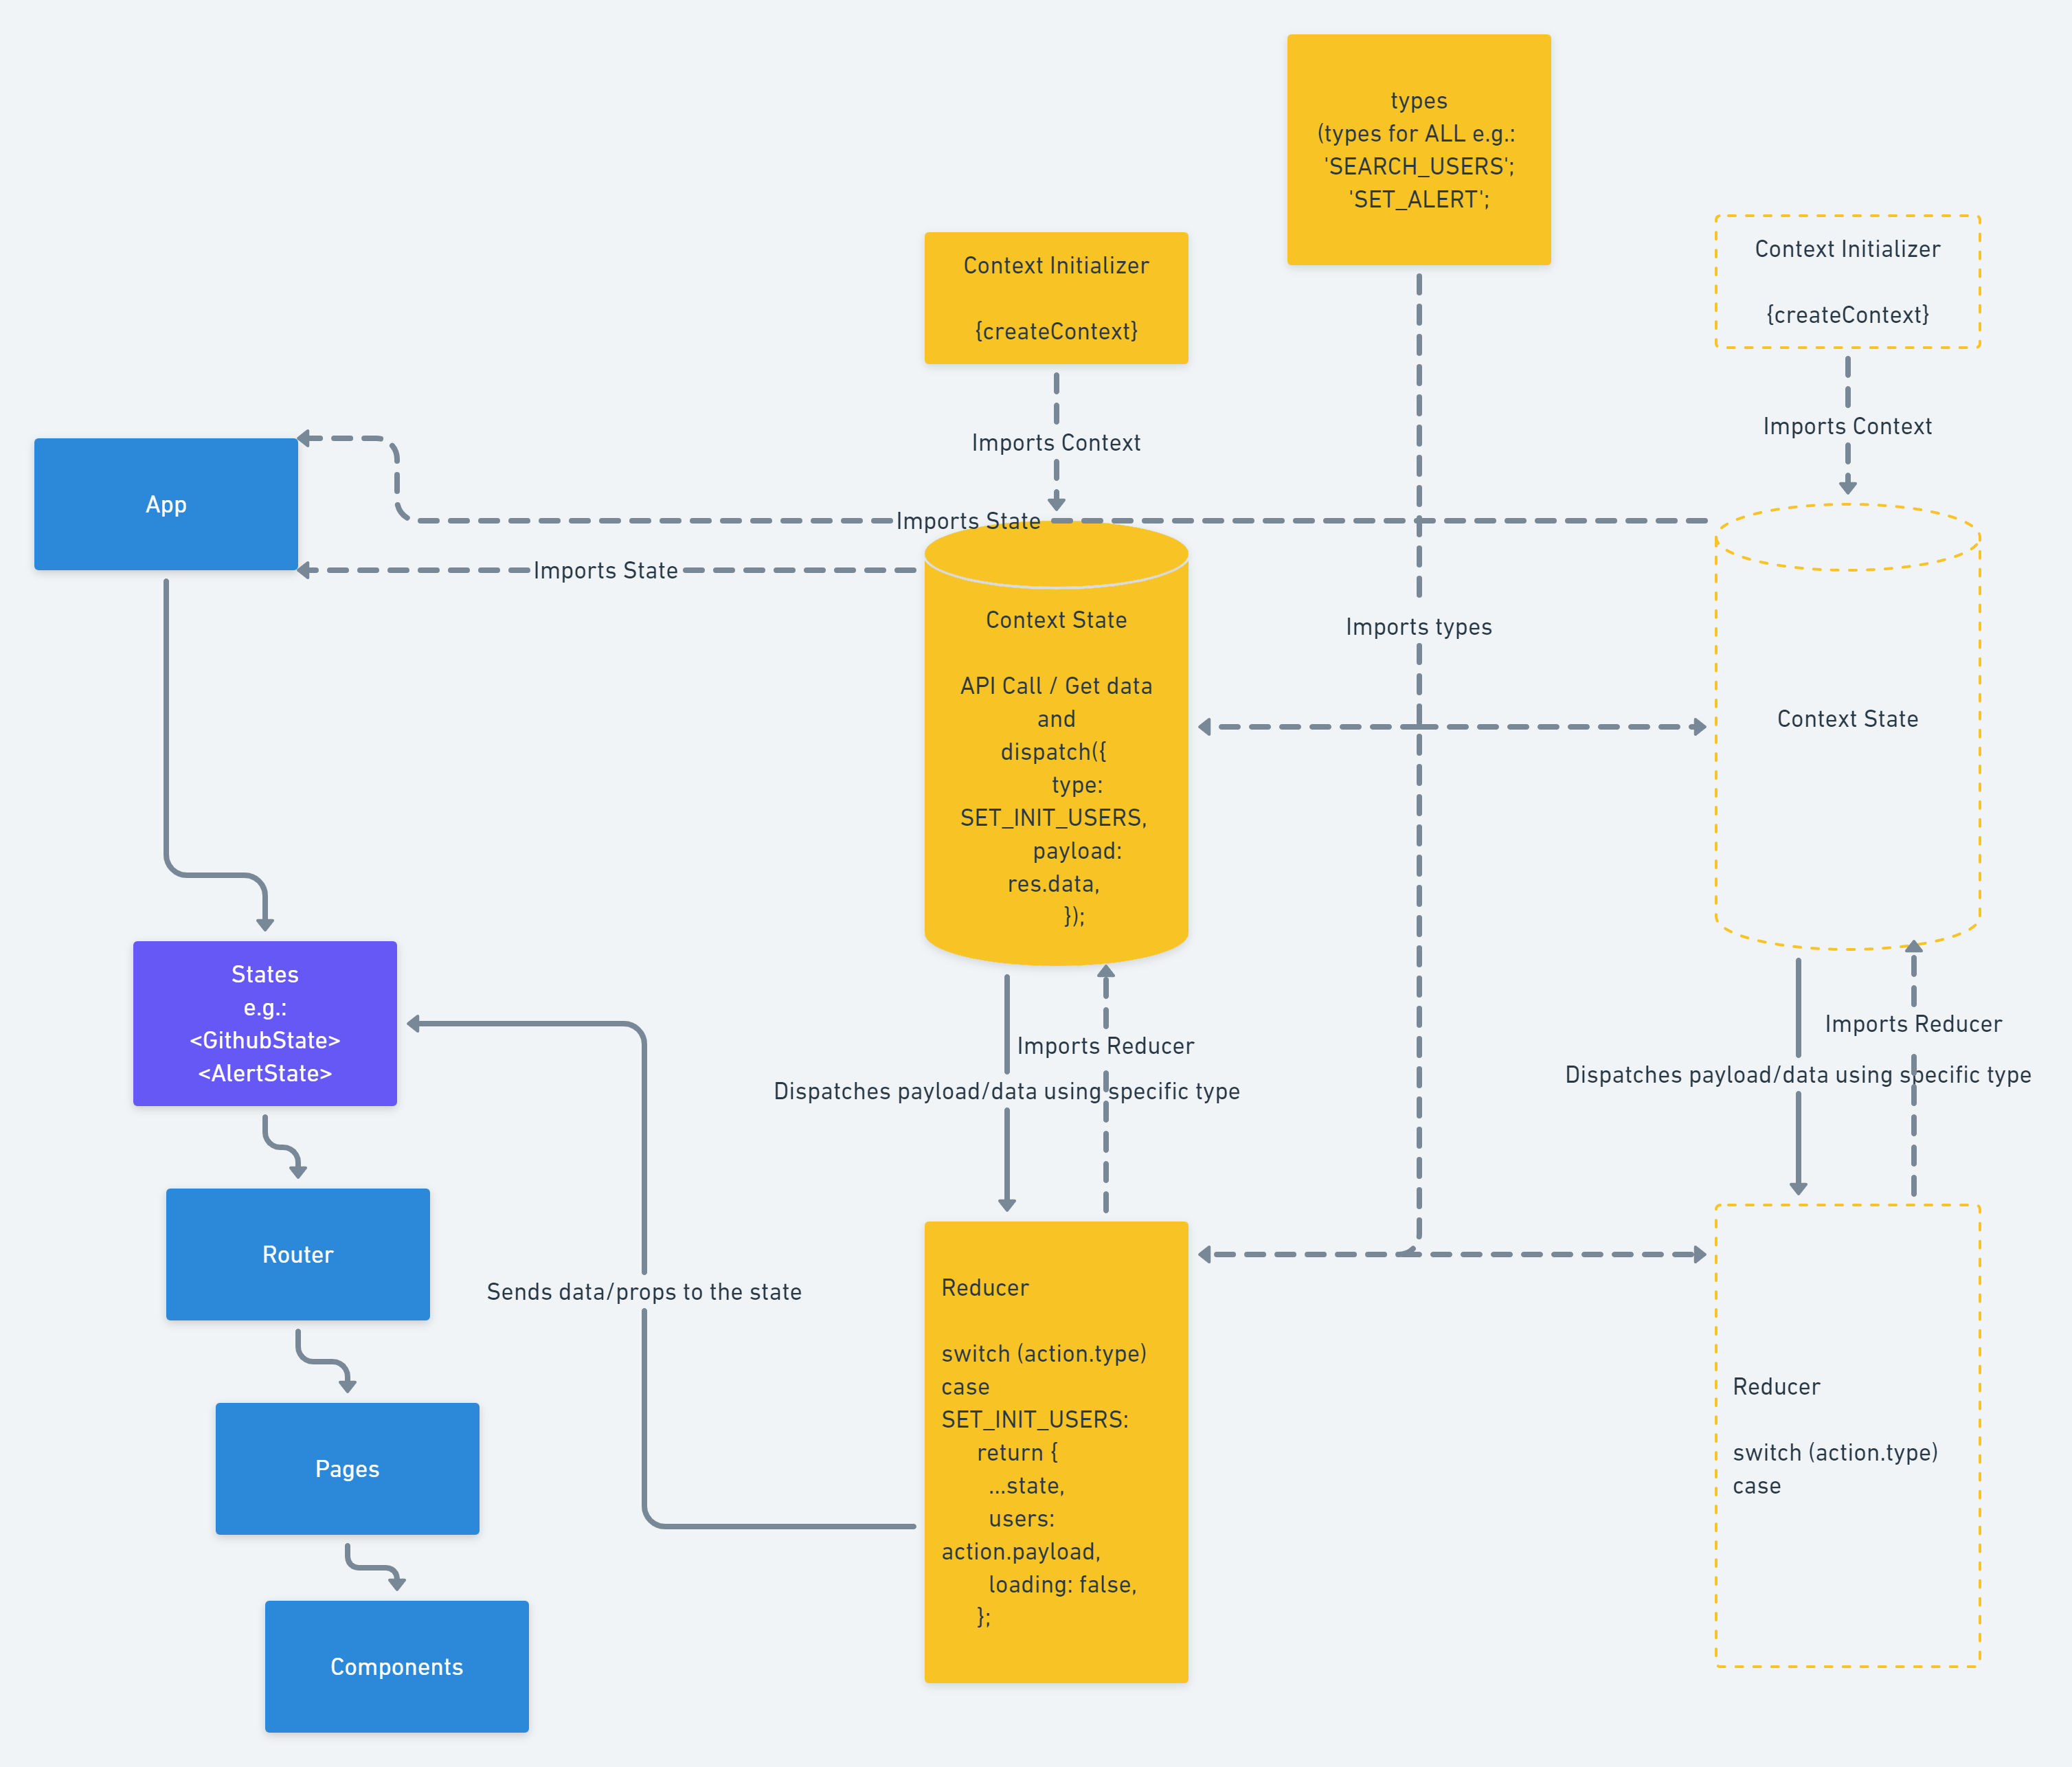 types
(types for ALL e.g.:
'SEARCH_USERS';
'SET_ALERT';
Context Initializer
{createContext}
Context Initializer
{createContext}
Imports Context
Imports Context
App
Imports State
Imports State
Context State
API Call / Get data
and
dispatch({
type:
SET_INIT_USERS,
payload:
res.data,
});
Imports types
Context State
States
e.g.:
<GithubState>
<AlertState>
Imports Reducer
Dispatches payload/data using specific type
Imports Reducer
Dispatches payload/data using specific type
Router
Sends data/props to the state
Reducer
switch (action.type)
case
SET_INIT_USERS:
return {
...state,
users:
action.payload,
loading: false,
};
Reducer
switch (action.type)
case
Pages
Components